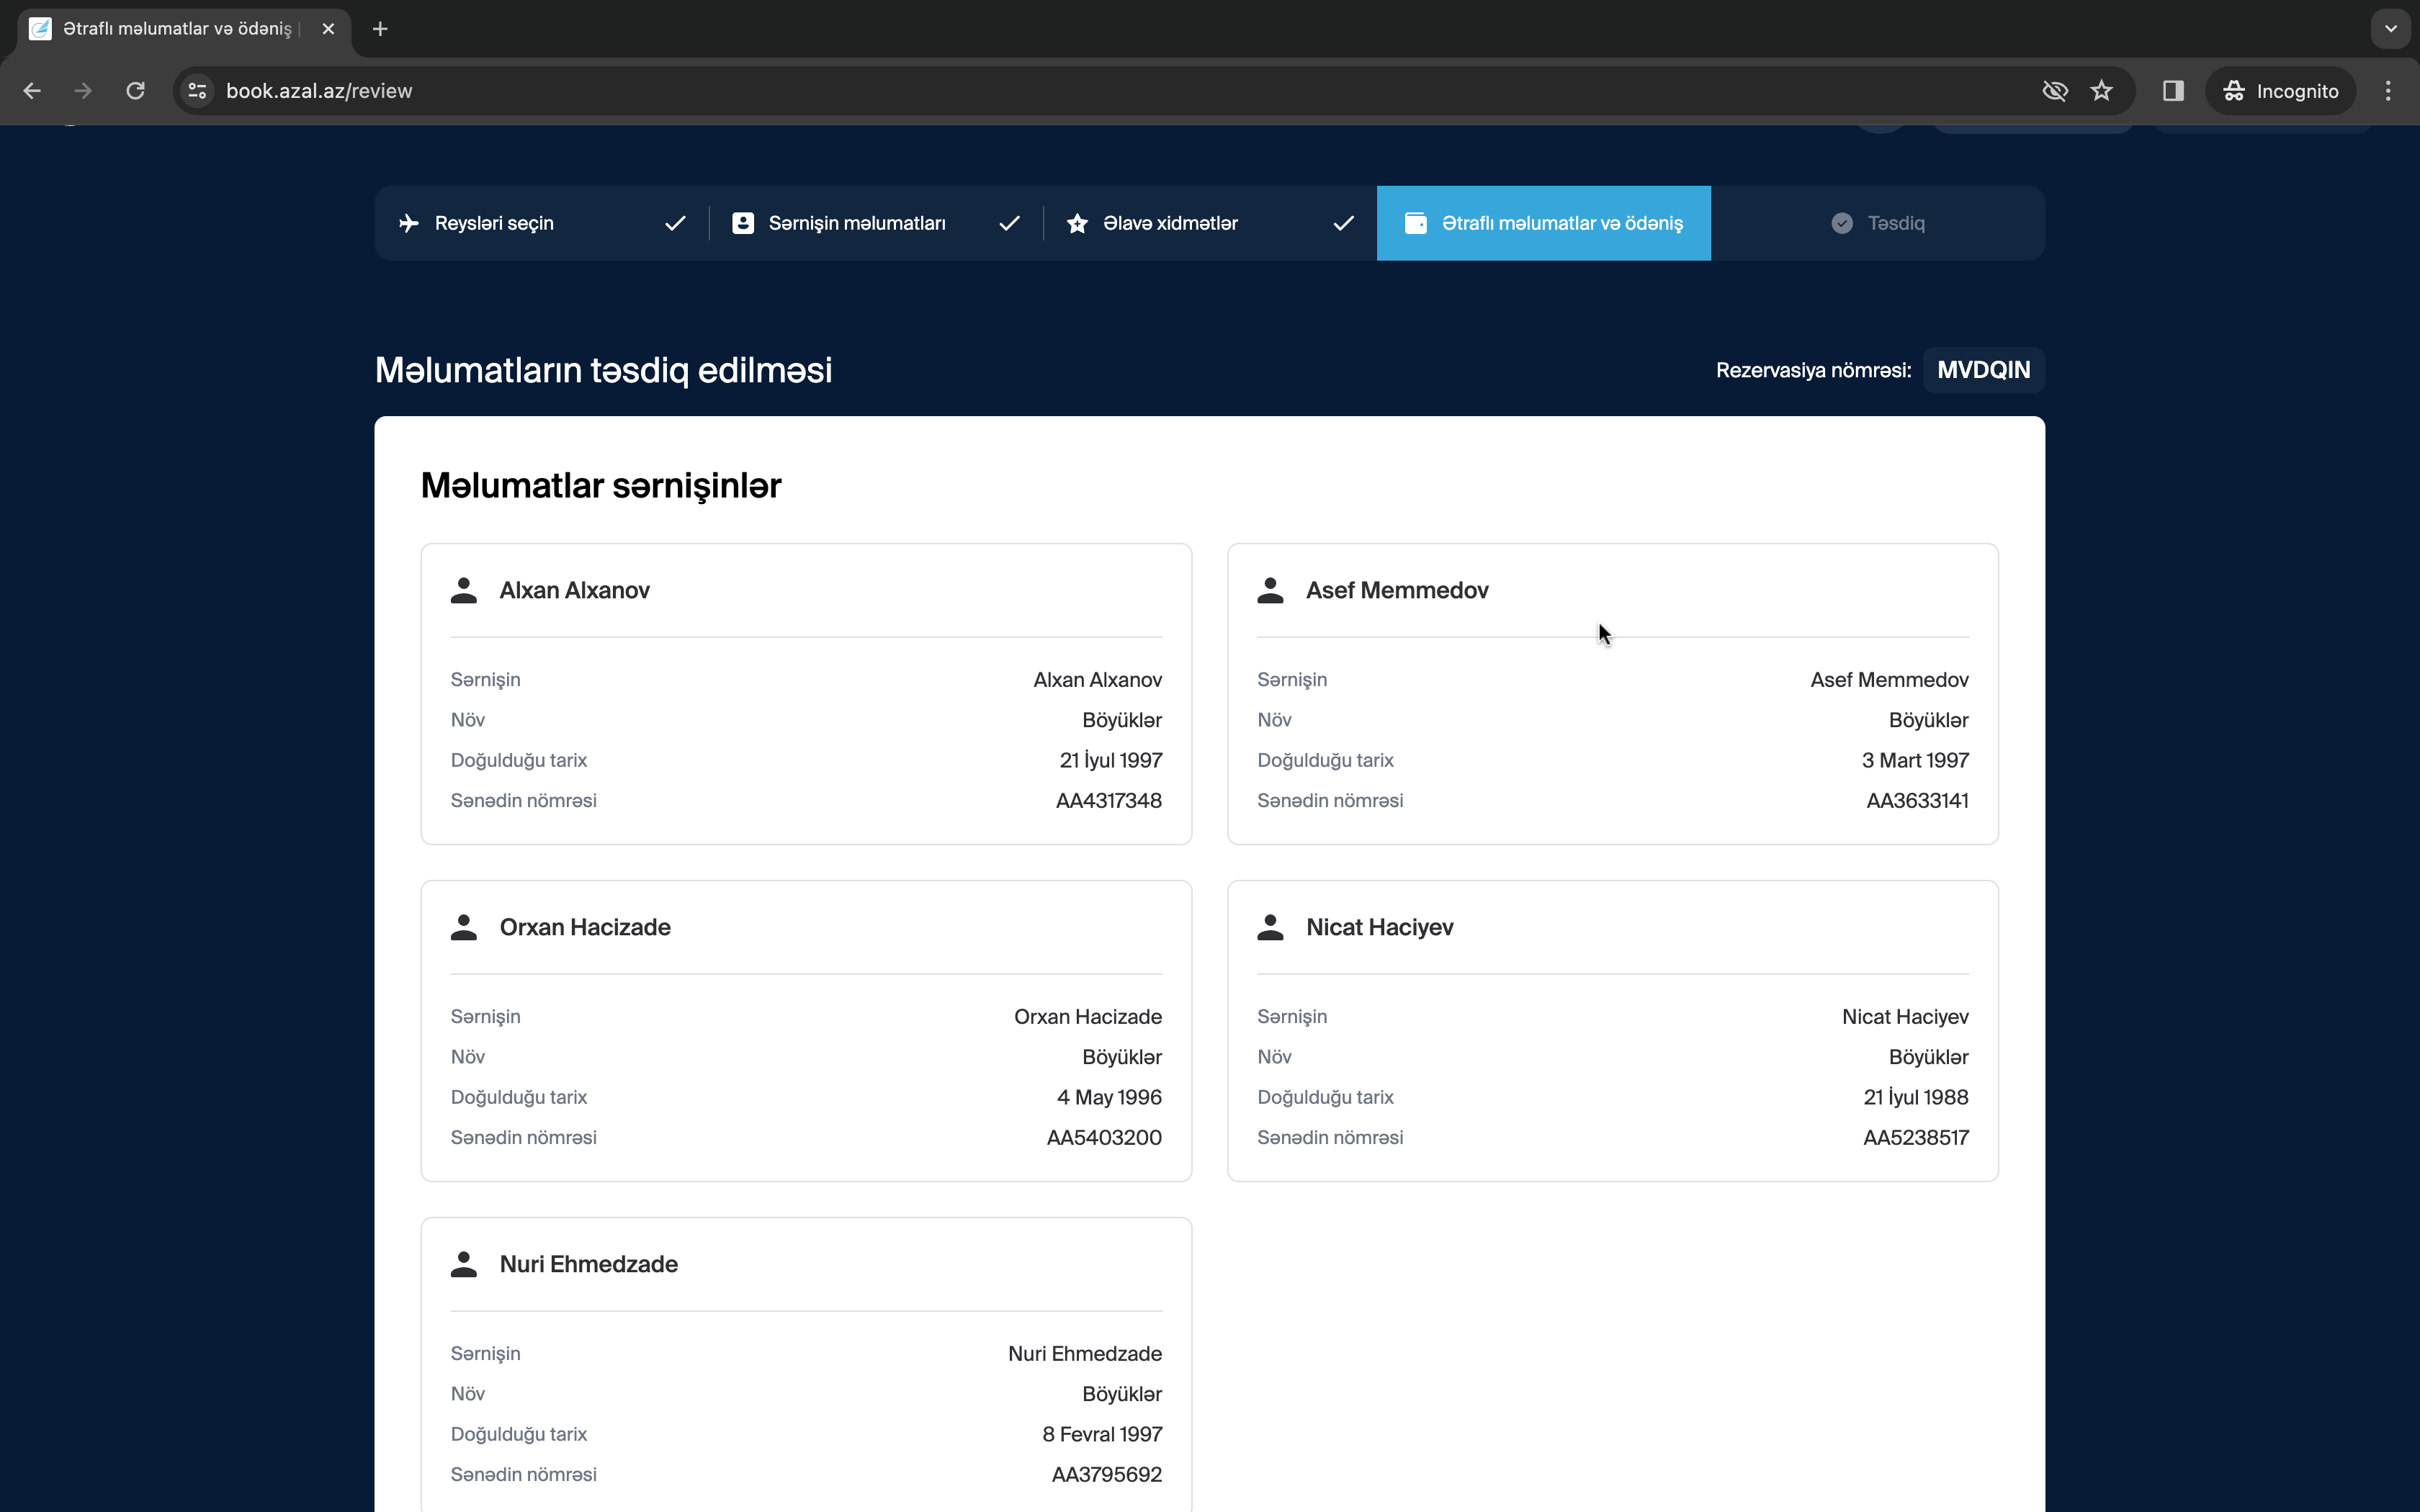 Ətraflı məlumatlar və ödəniş |
book.azal.az/review
Incognito
Reysləri seçin
Sərnişin məlumatları
Əlavə xidmətlər
Ətraflı məlumatlar və ödəniş
Təsdiq
Məlumatların təsdiq edilməsi
Rezervasiya nömrəsi: MVDQIN
Məlumatlar sərnişinlər
Alxan Alxanov
Sərnişin Alxan Alxanov
Növ Böyüklər
Doğulduğu tarix 21 İyul 1997
Sənədin nömrəsi AA4317348
Asef Memmedov
Sərnişin Asef Memmedov
Növ Böyüklər
Doğulduğu tarix 3 Mart 1997
Sənədin nömrəsi AA3633141
Orxan Hacizade
Sərnişin Orxan Hacizade
Növ Böyüklər
Doğulduğu tarix 4 May 1996
Sənədin nömrəsi AA5403200
Nicat Haciyev
Sərnişin Nicat Haciyev
Növ Böyüklər
Doğulduğu tarix 21 İyul 1988
Sənədin nömrəsi AA5238517
Nuri Ehmedzade
Sərnişin Nuri Ehmedzade
Növ Böyüklər
Doğulduğu tarix 8 Fevral 1997
Sənədin nömrəsi AA3795692